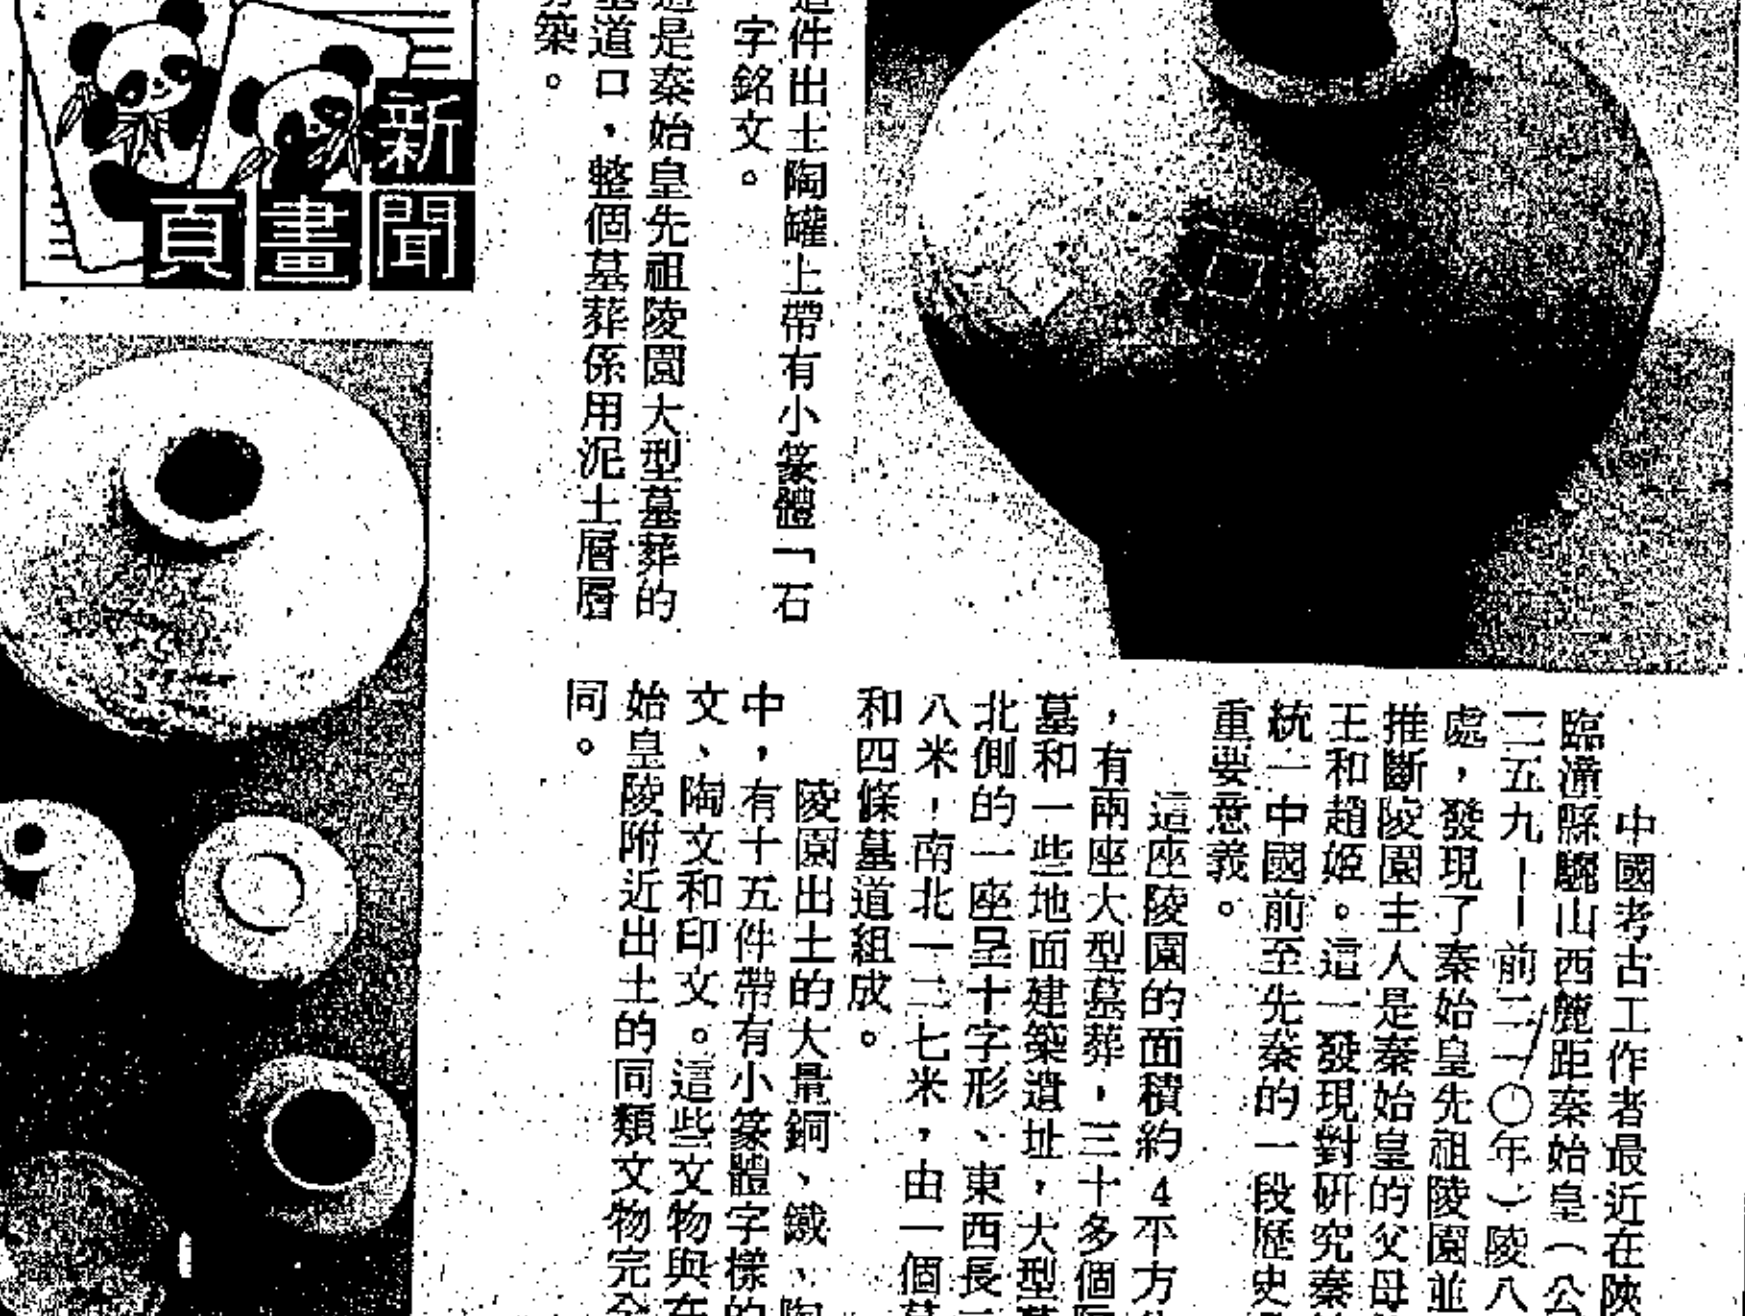 新聞
畫頁
這件出土陶罐上帶有小篆體「石
字銘文。
這是秦始皇先祖陵園大型墓葬的
道口，整個墓葬係用泥土層層
築。
中國考古工作者最近在陝
臨潼縣驪山西麓距秦始皇（公
二五九——前二一〇年）陵八
處，發現了秦始皇先祖陵園並
推斷陵園主人是秦始皇的父母
王和趙姬。這一發現對研究秦
統一中國前至先秦的一段歷史
重要意義。
這座陵園的面積約4平方
，有兩座大型墓葬，三十多個
墓和一些地面建築遺址，大型
北側的一座呈十字形、東西長
八米，南北一二七米，由一個
和四條墓道組成。
陵園出土的大量銅、鐵、陶
中，有十五件帶有小篆體字樣的
文、陶文和印文。這些文物與在
始皇陵附近出土的同類文物完全
同。